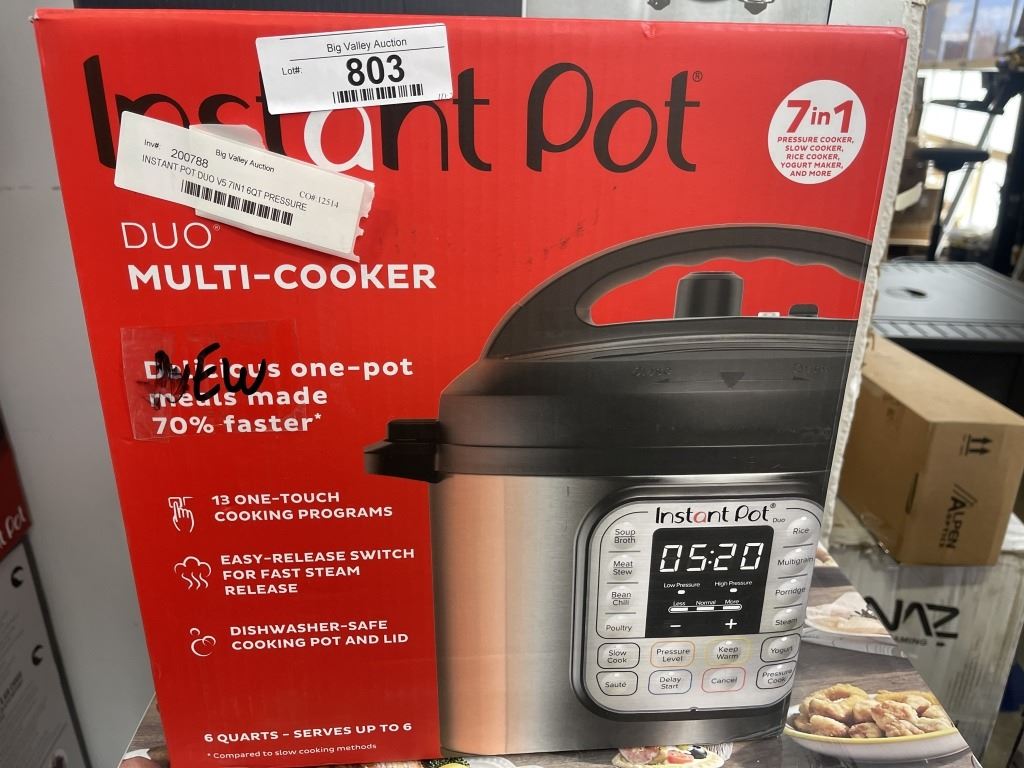 Big Valley Auction
Lot#: 803
Instant Pot®
Inv# 200788 Big Valley Auction
INSTANT POT DUO V5 7IN1 6QT PRESSURE
CO# 12514
7in1
PRESSURE COOKER,
SLOW COOKER,
RICE COOKER,
YOGURT MAKER,
AND MORE
DUO®
MULTI-COOKER
NEW
Delicious one-pot
meals made
70% faster*
13 ONE-TOUCH
COOKING PROGRAMS
EASY-RELEASE SWITCH
FOR FAST STEAM
RELEASE
DISHWASHER-SAFE
COOKING POT AND LID
6 QUARTS - SERVES UP TO 6
* Compared to slow cooking methods
Instant Pot® Duo
Soup
Broth
Meat
Stew
Bean
Chili
Poultry
05:20
Low Pressure High Pressure
Less Normal More
- +
Rice
Multigrain
Porridge
Steam
Slow
Cook
Pressure
Level
Keep
Warm
Yogurt
Sauté
Delay
Start
Cancel
Pressure
Cook
ALPEN